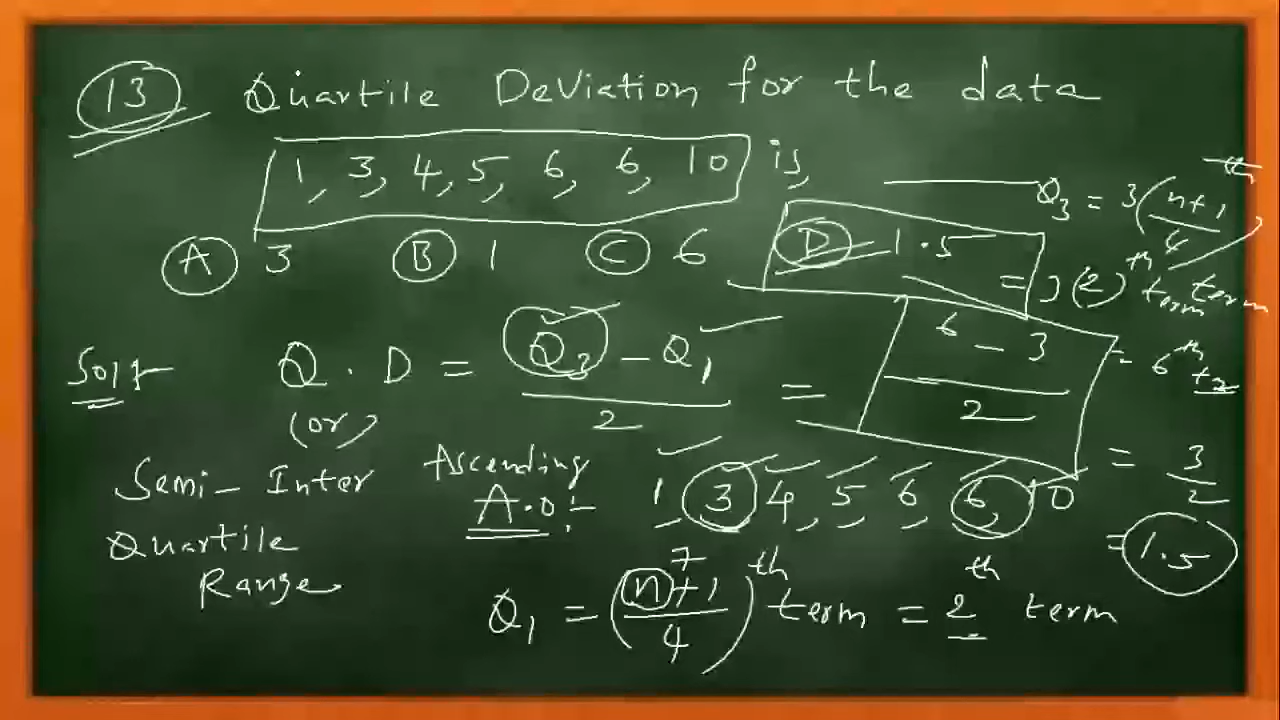 13 Quartile Deviation for the data
1, 3, 4, 5, 6, 6, 10 is,
A 3 B 1 C 6 D 1.5
Q3 = 3(n+1/4)th term
= 3(2)th term
= 6th
Q.D = Q3 - Q1 / 2 = 6 - 3 / 2
= 3/2
= 1.5
(or)
Semi-Inter
Quartile
Range
Ascending
A.O:- 1, 3, 4, 5, 6, 6, 10
7
Q1 = (n+1/4)th term = 2th term